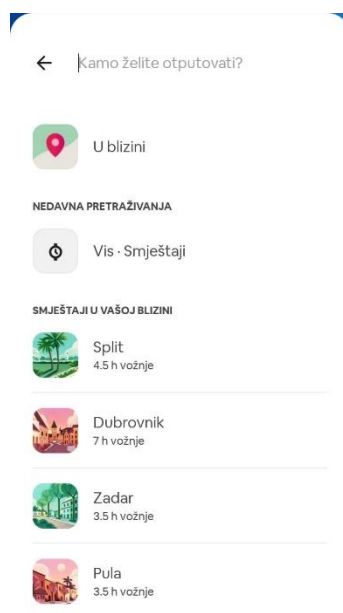 Kamo želite otputovati?
U blizini
NEDAVNA PRETRAŽIVANJA
Vis · Smještaji
SMJEŠTAJI U VAŠOJ BLIZINI
Split
4.5 h vožnje
Dubrovnik
7 h vožnje
Zadar
3.5 h vožnje
Pula
3.5 h vožnje